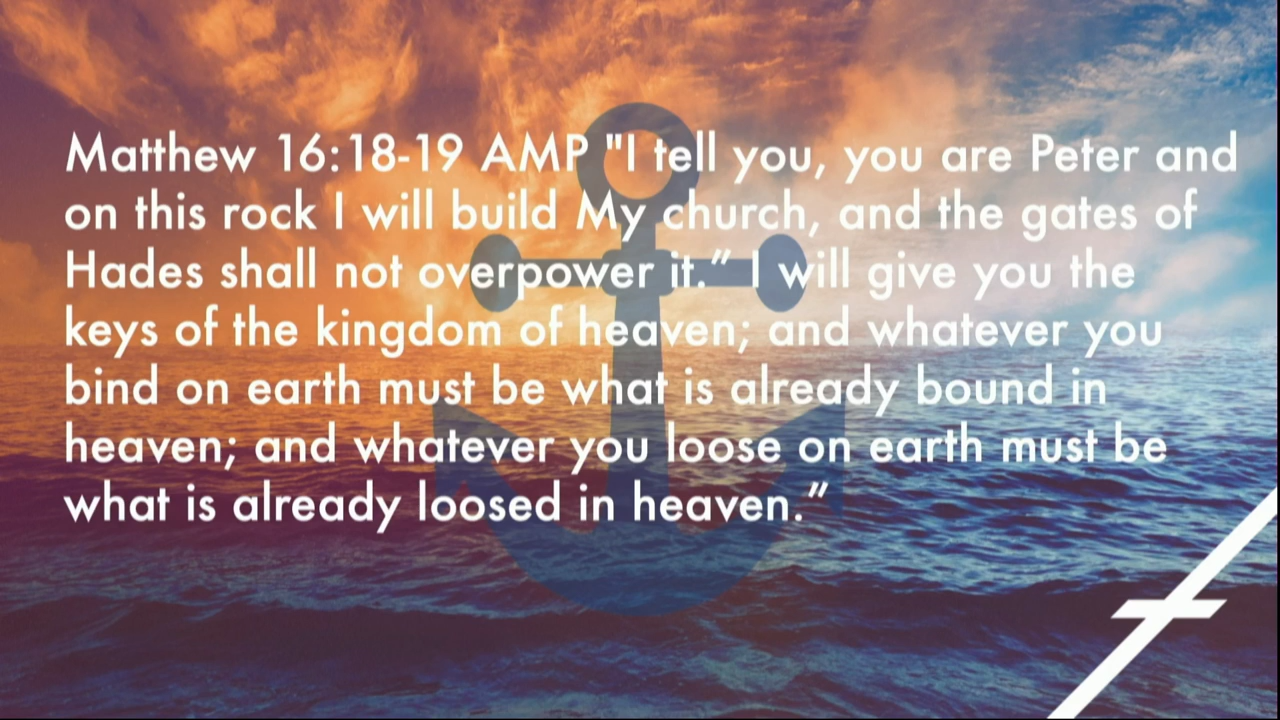 Matthew 16:18-19 AMP "I tell you, you are Peter and
on this rock I will build My church, and the gates of
Hades shall not overpower it.” I will give you the
keys of the kingdom of heaven; and whatever you
bind on earth must be what is already bound in
heaven; and whatever you loose on earth must be
what is already loosed in heaven.”